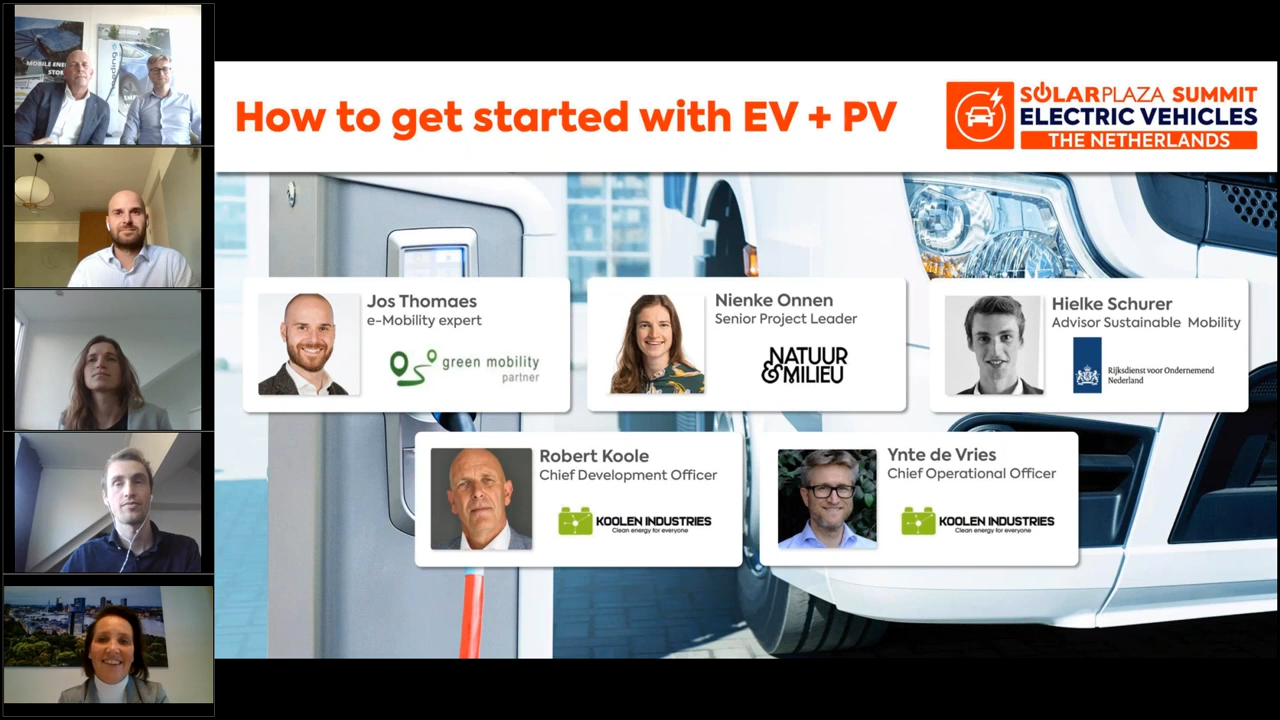 How to get started with EV + PV
SOLARPLAZA SUMMIT
ELECTRIC VEHICLES
THE NETHERLANDS
Jos Thomaes
e-Mobility expert
green mobility
partner
Nienke Onnen
Senior Project Leader
NATUUR
&MILIEU
Hielke Schurer
Advisor Sustainable Mobility
Rijksdienst voor Ondernemend
Nederland
Robert Koole
Chief Development Officer
KOOLEN INDUSTRIES
Clean energy for everyone
Ynte de Vries
Chief Operational Officer
KOOLEN INDUSTRIES
Clean energy for everyone
MOBILE